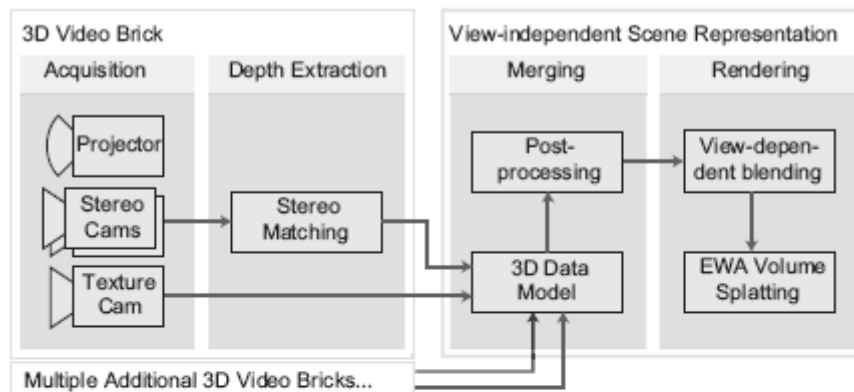 3D Video Brick
Acquisition
Depth Extraction
Projector
Stereo
Cams
Stereo
Matching
Texture
Cam
Multiple Additional 3D Video Bricks...
View-independent Scene Representation
Merging
Rendering
Post-
processing
View-depen-
dent blending
3D Data
Model
EWA Volume
Splatting